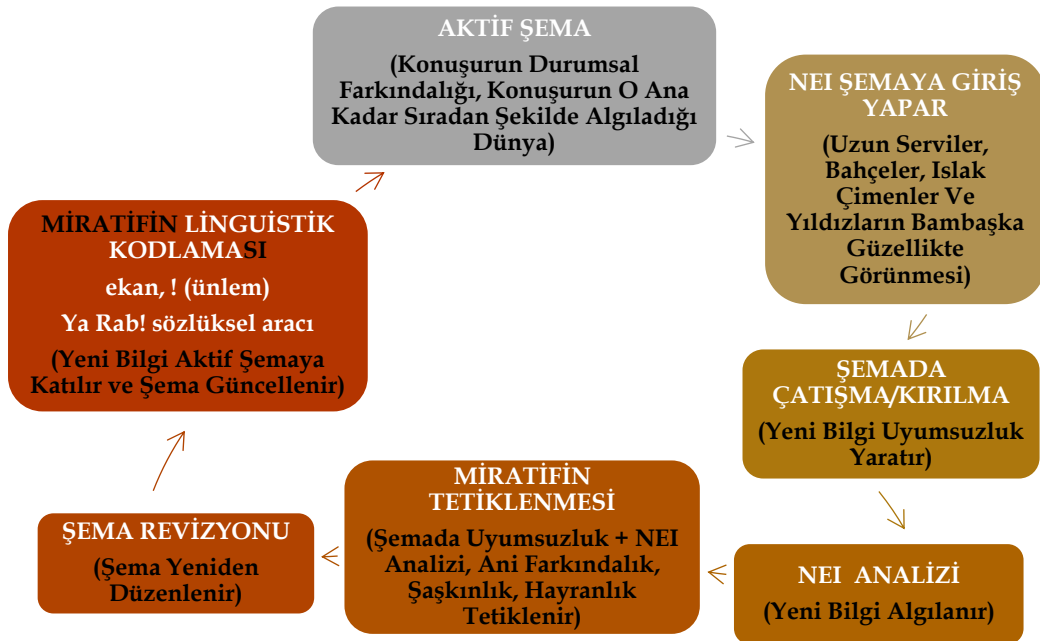 AKTİF ŞEMA
(Konuşurun Durumsal
Farkındalığı, Konuşurun O Ana
Kadar Sıradan Şekilde Algıladığı
Dünya)
NEI ŞEMAYA GİRİŞ
YAPAR
(Uzun Serviler,
Bahçeler, Islak
Çimenler Ve
Yıldızların Bambaşka
Güzellikte
Görünmesi)
ŞEMADA
ÇATIŞMA/KIRILMA
(Yeni Bilgi Uyumsuzluk
Yaratır)
NEI ANALİZİ
(Yeni Bilgi Algılanır)
MİRATİFİN
TETİKLENMESİ
(Şemada Uyumsuzluk + NEI
Analizi, Ani Farkındalık,
Şaşkınlık, Hayranlık
Tetiklenir)
ŞEMA REVİZYONU
(Şema Yeniden
Düzenlenir)
MİRATİFİN LİNGUİSTİK
KODLAMASI
ekan, ! (ünlem)
Ya Rab! sözlüksel aracı
(Yeni Bilgi Aktif Şemaya
Katılır ve Şema Güncellenir)